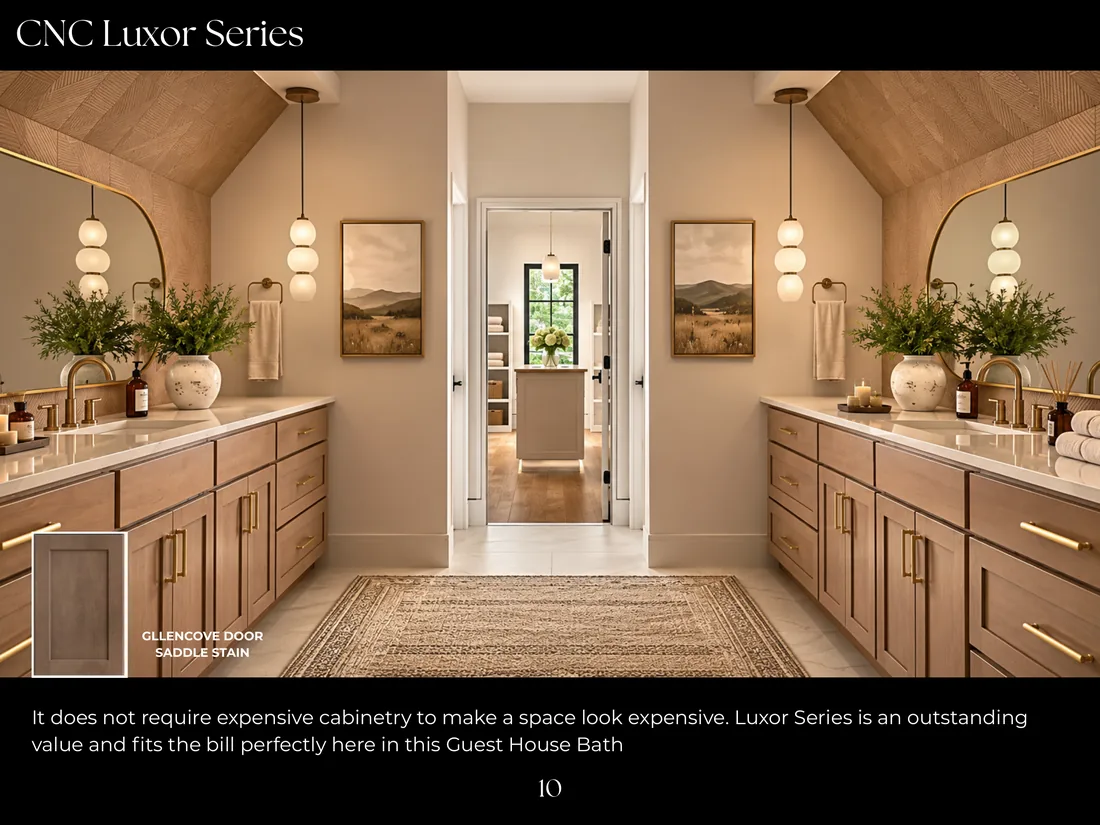 CNC Luxor Series
GLLENCOVE DOOR
SADDLE STAIN
It does not require expensive cabinetry to make a space look expensive. Luxor Series is an outstanding
value and fits the bill perfectly here in this Guest House Bath
10